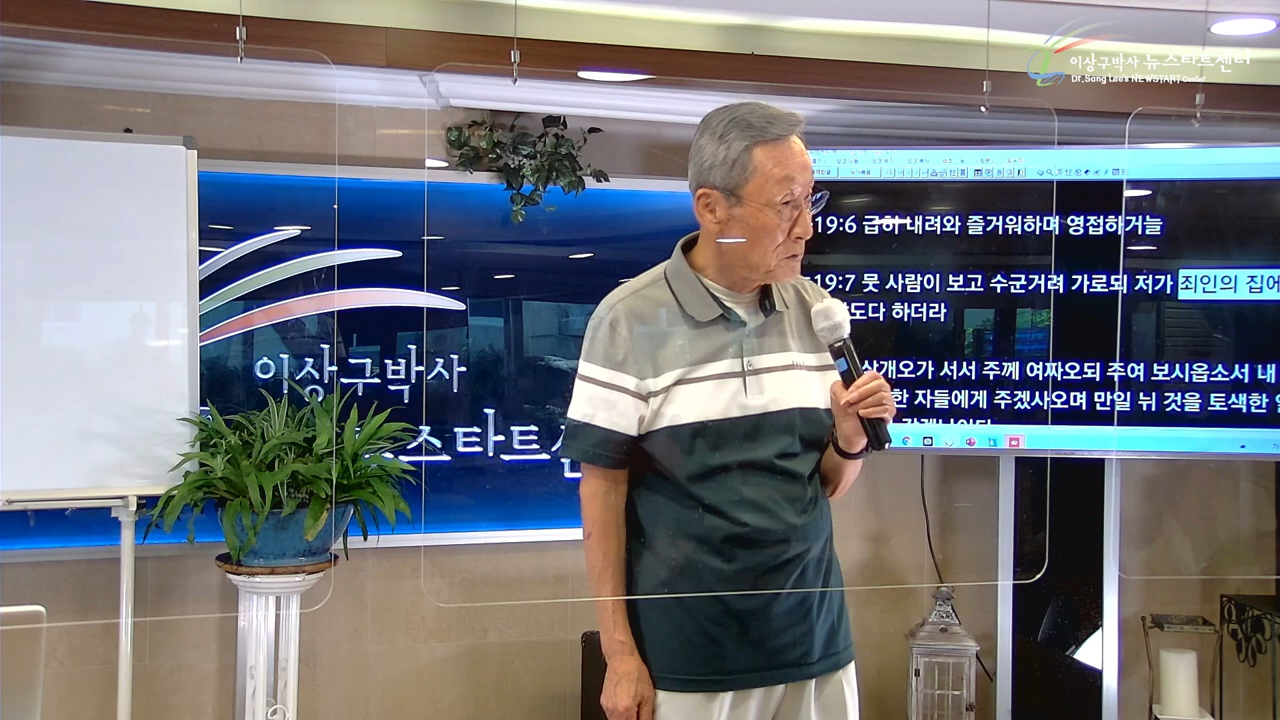 이상구박사 뉴스타트센터
Dr. Sang Lee's NEWSTART Center
19:6 급히 내려와 즐거워하며 영접하거늘
19:7 뭇 사람이 보고 수군거려 가로되 저가 죄인의 집에
도다 하더라
삭개오가 서서 주께 여짜오되 주여 보시옵소서 내
한 자들에게 주겠사오며 만일 뉘 것을 토색한
이상구박사
스타트